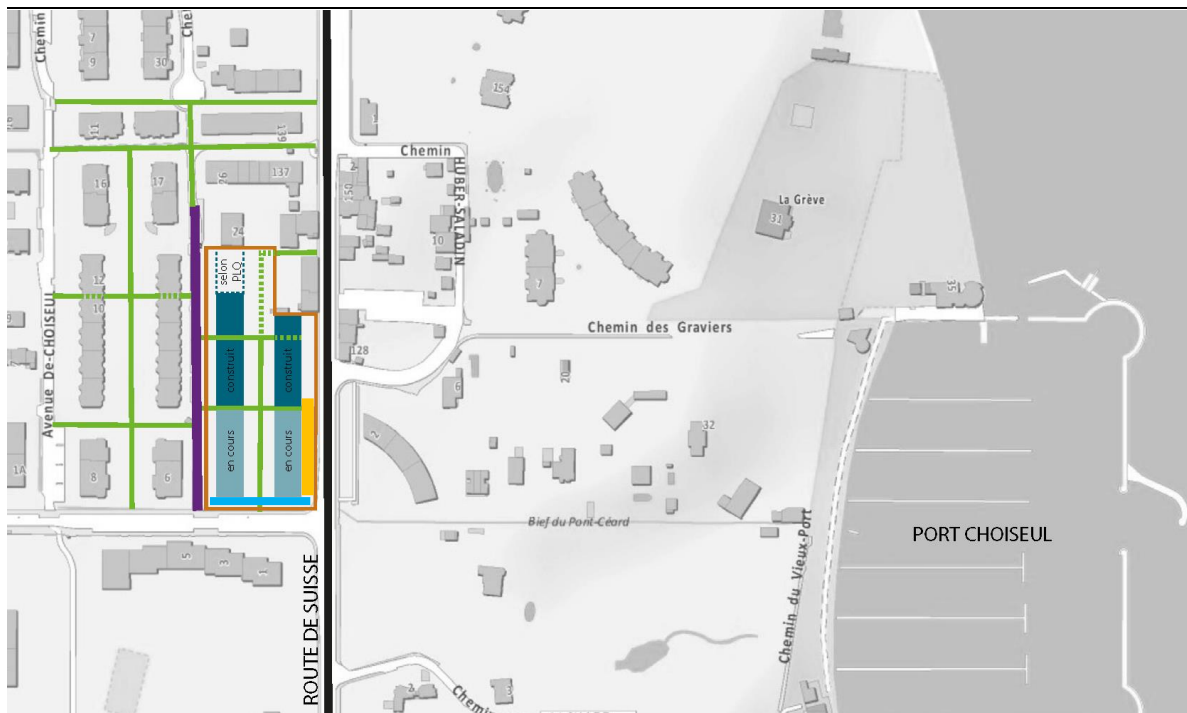 Chemin
Che
7
9
30
154
11
139
1
16
17
26
137
Chemin
HUBER-SALADIN
2
150
10
24
La Grève
31
7
selon
PLQ
12
10
35
Avenue DE-CHOISEUL
construit
construit
Chemin des Graviers
128
6
20
2
32
en cours
en cours
1A
8
6
Bief du Pont-Céard
PORT CHOISEUL
5
3
1
ROUTE DE SUISSE
Chemin du Vieux-Port
2
3
Chemin